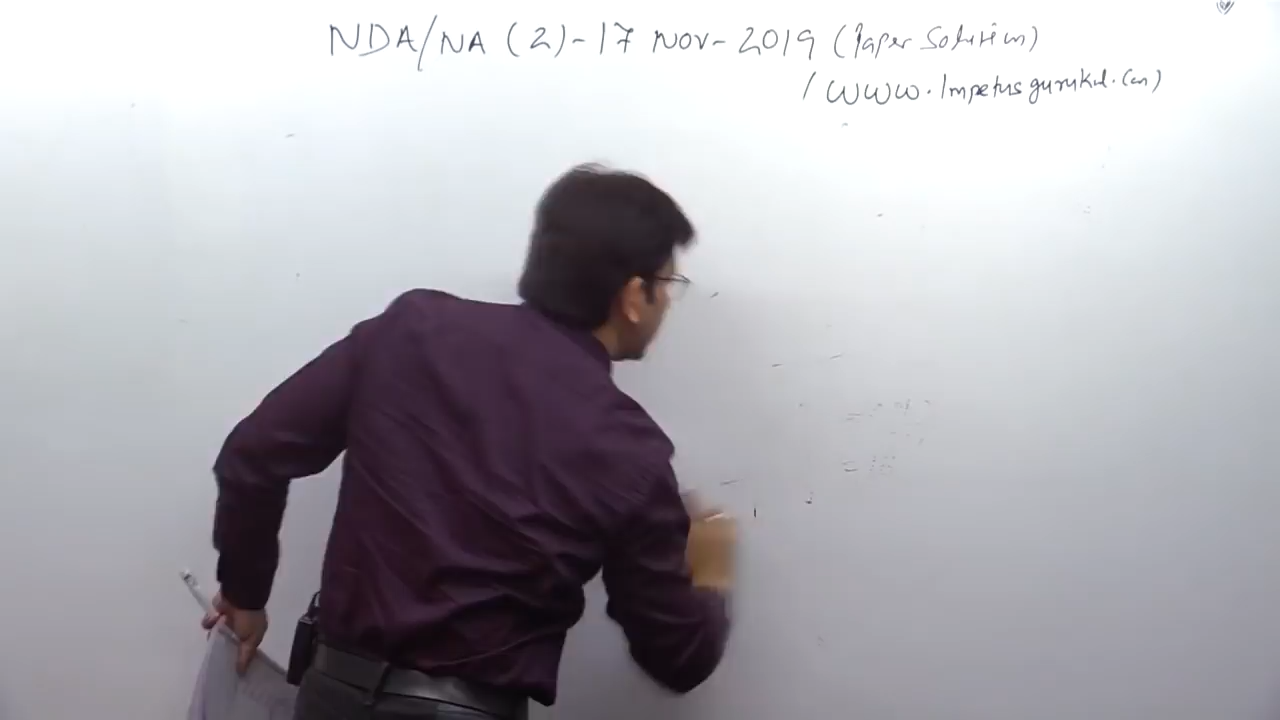 NDA/NA (2)-17 Nov-2019 (Paper Solution)
/ www.Impetusgurukul.com)